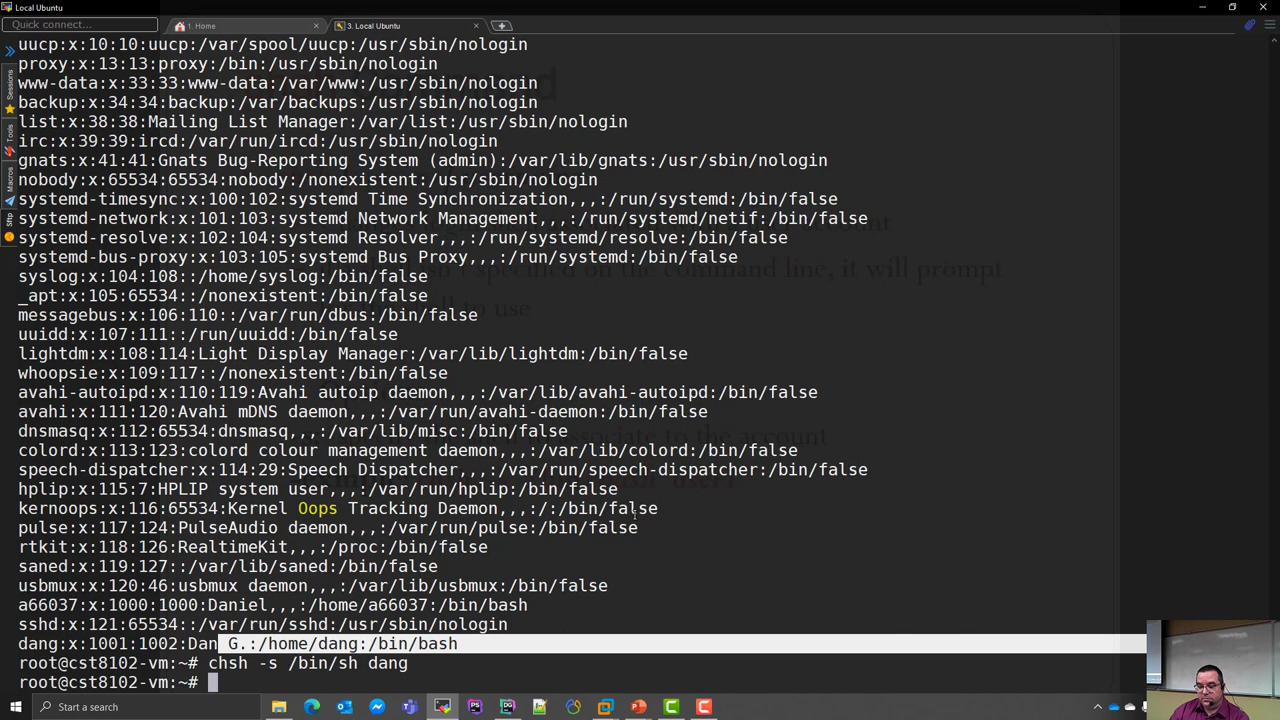 Local Ubuntu
Quick connect...
1. Home
3. Local Ubuntu
uucp:x:10:10:uucp:/var/spool/uucp:/usr/sbin/nologin
proxy:x:13:13:proxy:/bin:/usr/sbin/nologin
www-data:x:33:33:www-data:/var/www:/usr/sbin/nologin
backup:x:34:34:backup:/var/backups:/usr/sbin/nologin
list:x:38:38:Mailing List Manager:/var/list:/usr/sbin/nologin
irc:x:39:39:ircd:/var/run/ircd:/usr/sbin/nologin
gnats:x:41:41:Gnats Bug-Reporting System (admin):/var/lib/gnats:/usr/sbin/nologin
nobody:x:65534:65534:nobody:/nonexistent:/usr/sbin/nologin
systemd-timesync:x:100:102:systemd Time Synchronization,,,:/run/systemd:/bin/false
systemd-network:x:101:103:systemd Network Management,,,:/run/systemd/netif:/bin/false
systemd-resolve:x:102:104:systemd Resolver,,,:/run/systemd/resolve:/bin/false
systemd-bus-proxy:x:103:105:systemd Bus Proxy,,,:/run/systemd:/bin/false
syslog:x:104:108::/home/syslog:/bin/false
_apt:x:105:65534::/nonexistent:/bin/false
messagebus:x:106:110::/var/run/dbus:/bin/false
uuidd:x:107:111::/run/uuidd:/bin/false
lightdm:x:108:114:Light Display Manager:/var/lib/lightdm:/bin/false
whoopsie:x:109:117::/nonexistent:/bin/false
avahi-autoipd:x:110:119:Avahi autoip daemon,,,:/var/lib/avahi-autoipd:/bin/false
avahi:x:111:120:Avahi mDNS daemon,,,:/var/run/avahi-daemon:/bin/false
dnsmasq:x:112:65534:dnsmasq,,,:/var/lib/misc:/bin/false
colord:x:113:123:colord colour management daemon,,,:/var/lib/colord:/bin/false
speech-dispatcher:x:114:29:Speech Dispatcher,,,:/var/run/speech-dispatcher:/bin/false
hplip:x:115:7:HPLIP system user,,,:/var/run/hplip:/bin/false
kernoops:x:116:65534:Kernel Oops Tracking Daemon,,,:/:/bin/false
pulse:x:117:124:PulseAudio daemon,,,:/var/run/pulse:/bin/false
rtkit:x:118:126:RealtimeKit,,,:/proc:/bin/false
saned:x:119:127::/var/lib/saned:/bin/false
usbmux:x:120:46:usbmux daemon,,,:/var/lib/usbmux:/bin/false
a66037:x:1000:1000:Daniel,,,:/home/a66037:/bin/bash
sshd:x:121:65534::/var/run/sshd:/usr/sbin/nologin
dang:x:1001:1002:Dan G.:/home/dang:/bin/bash
root@cst8102-vm:~# chsh -s /bin/sh dang
root@cst8102-vm:~#
Sessions
Tools
Macros
Sftp
Start a search